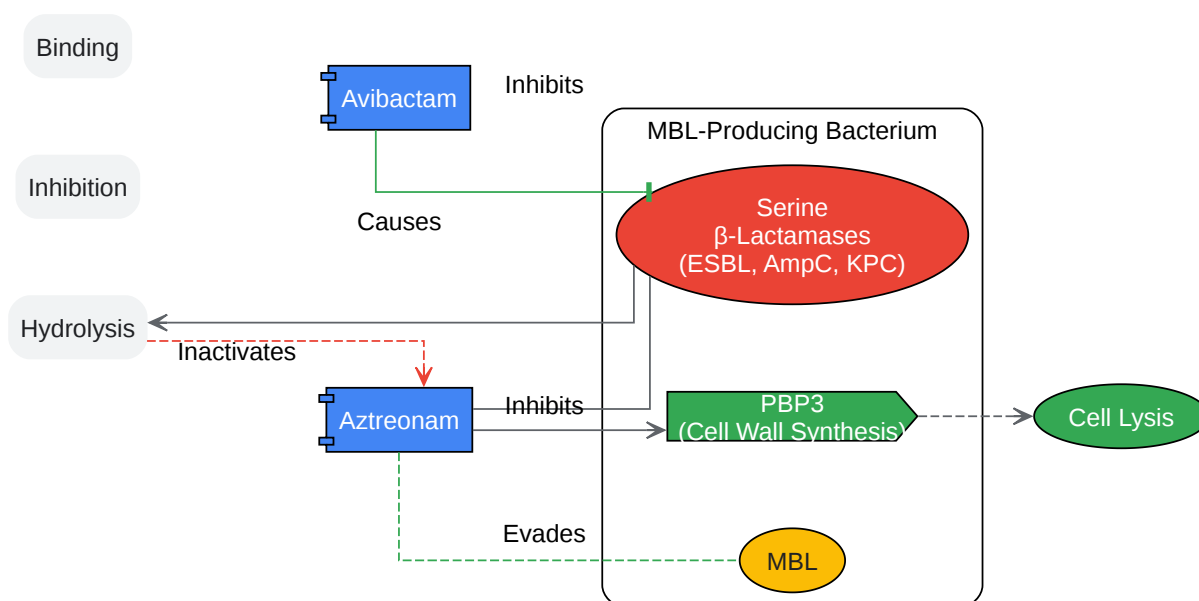 Binding
Avibactam
Inhibits
MBL-Producing Bacterium
Inhibition
Causes
Serine
β-Lactamases
(ESBL, AmpC, KPC)
Hydrolysis
Inactivates
Aztreonam
Inhibits
PBP3
(Cell Wall Synthesis)
Cell Lysis
Evades
MBL